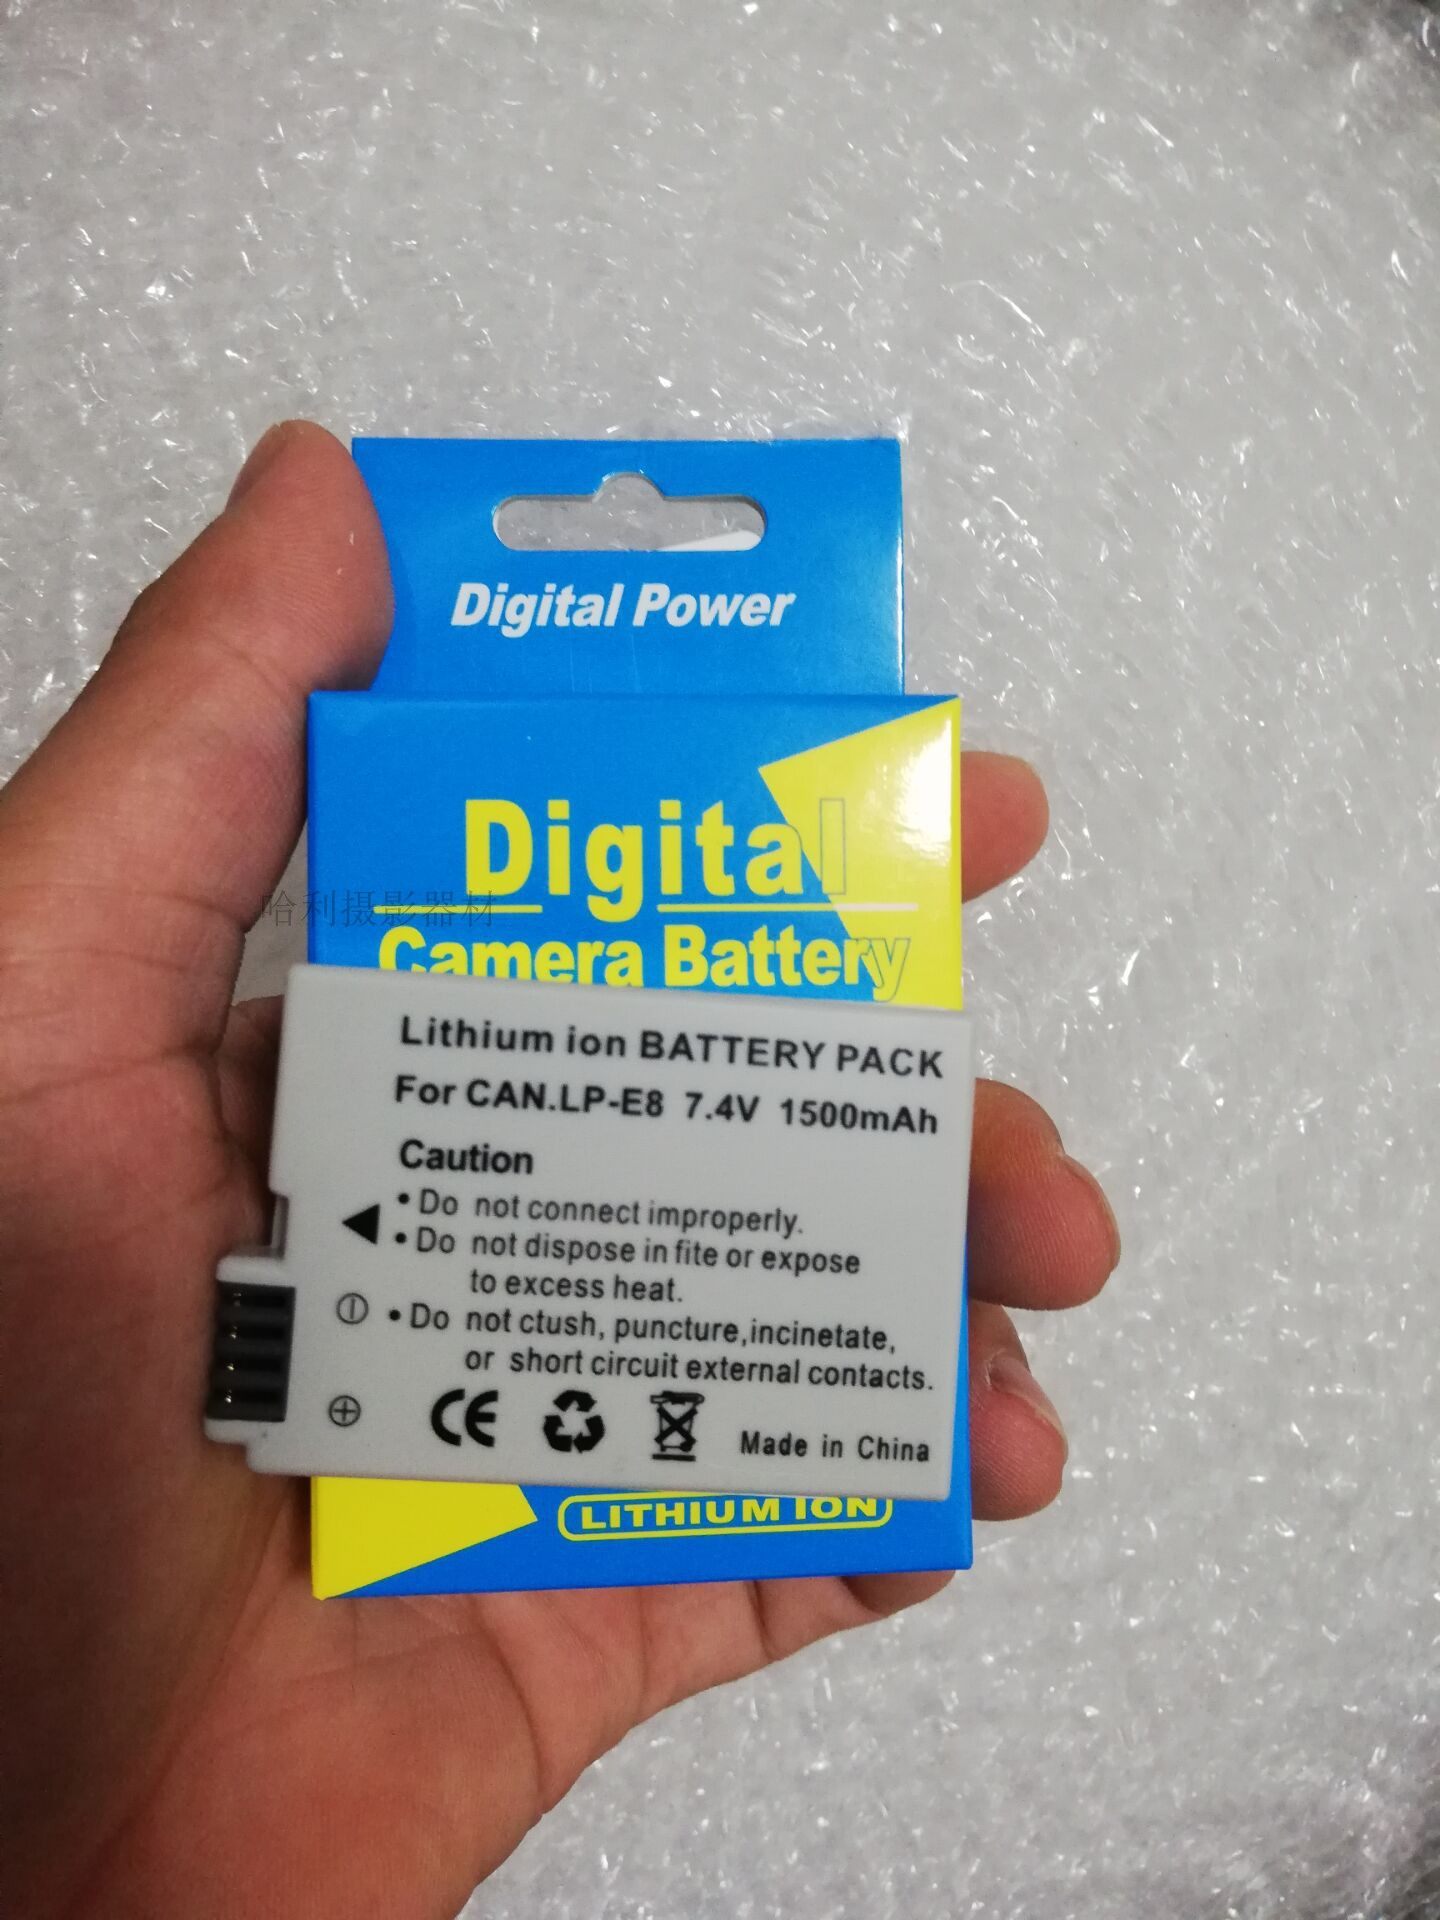 Digital Power
Digital
哈利摄影器材
Camera Battery
Lithium ion BATTERY PACK
For CAN.LP-E8 7.4V 1500mAh
Caution
• Do not connect improperly.
• Do not dispose in fite or expose
to excess heat.
• Do not ctush, puncture,incinetate,
or short circuit external contacts.
CE
Made in China
LITHIUM ION